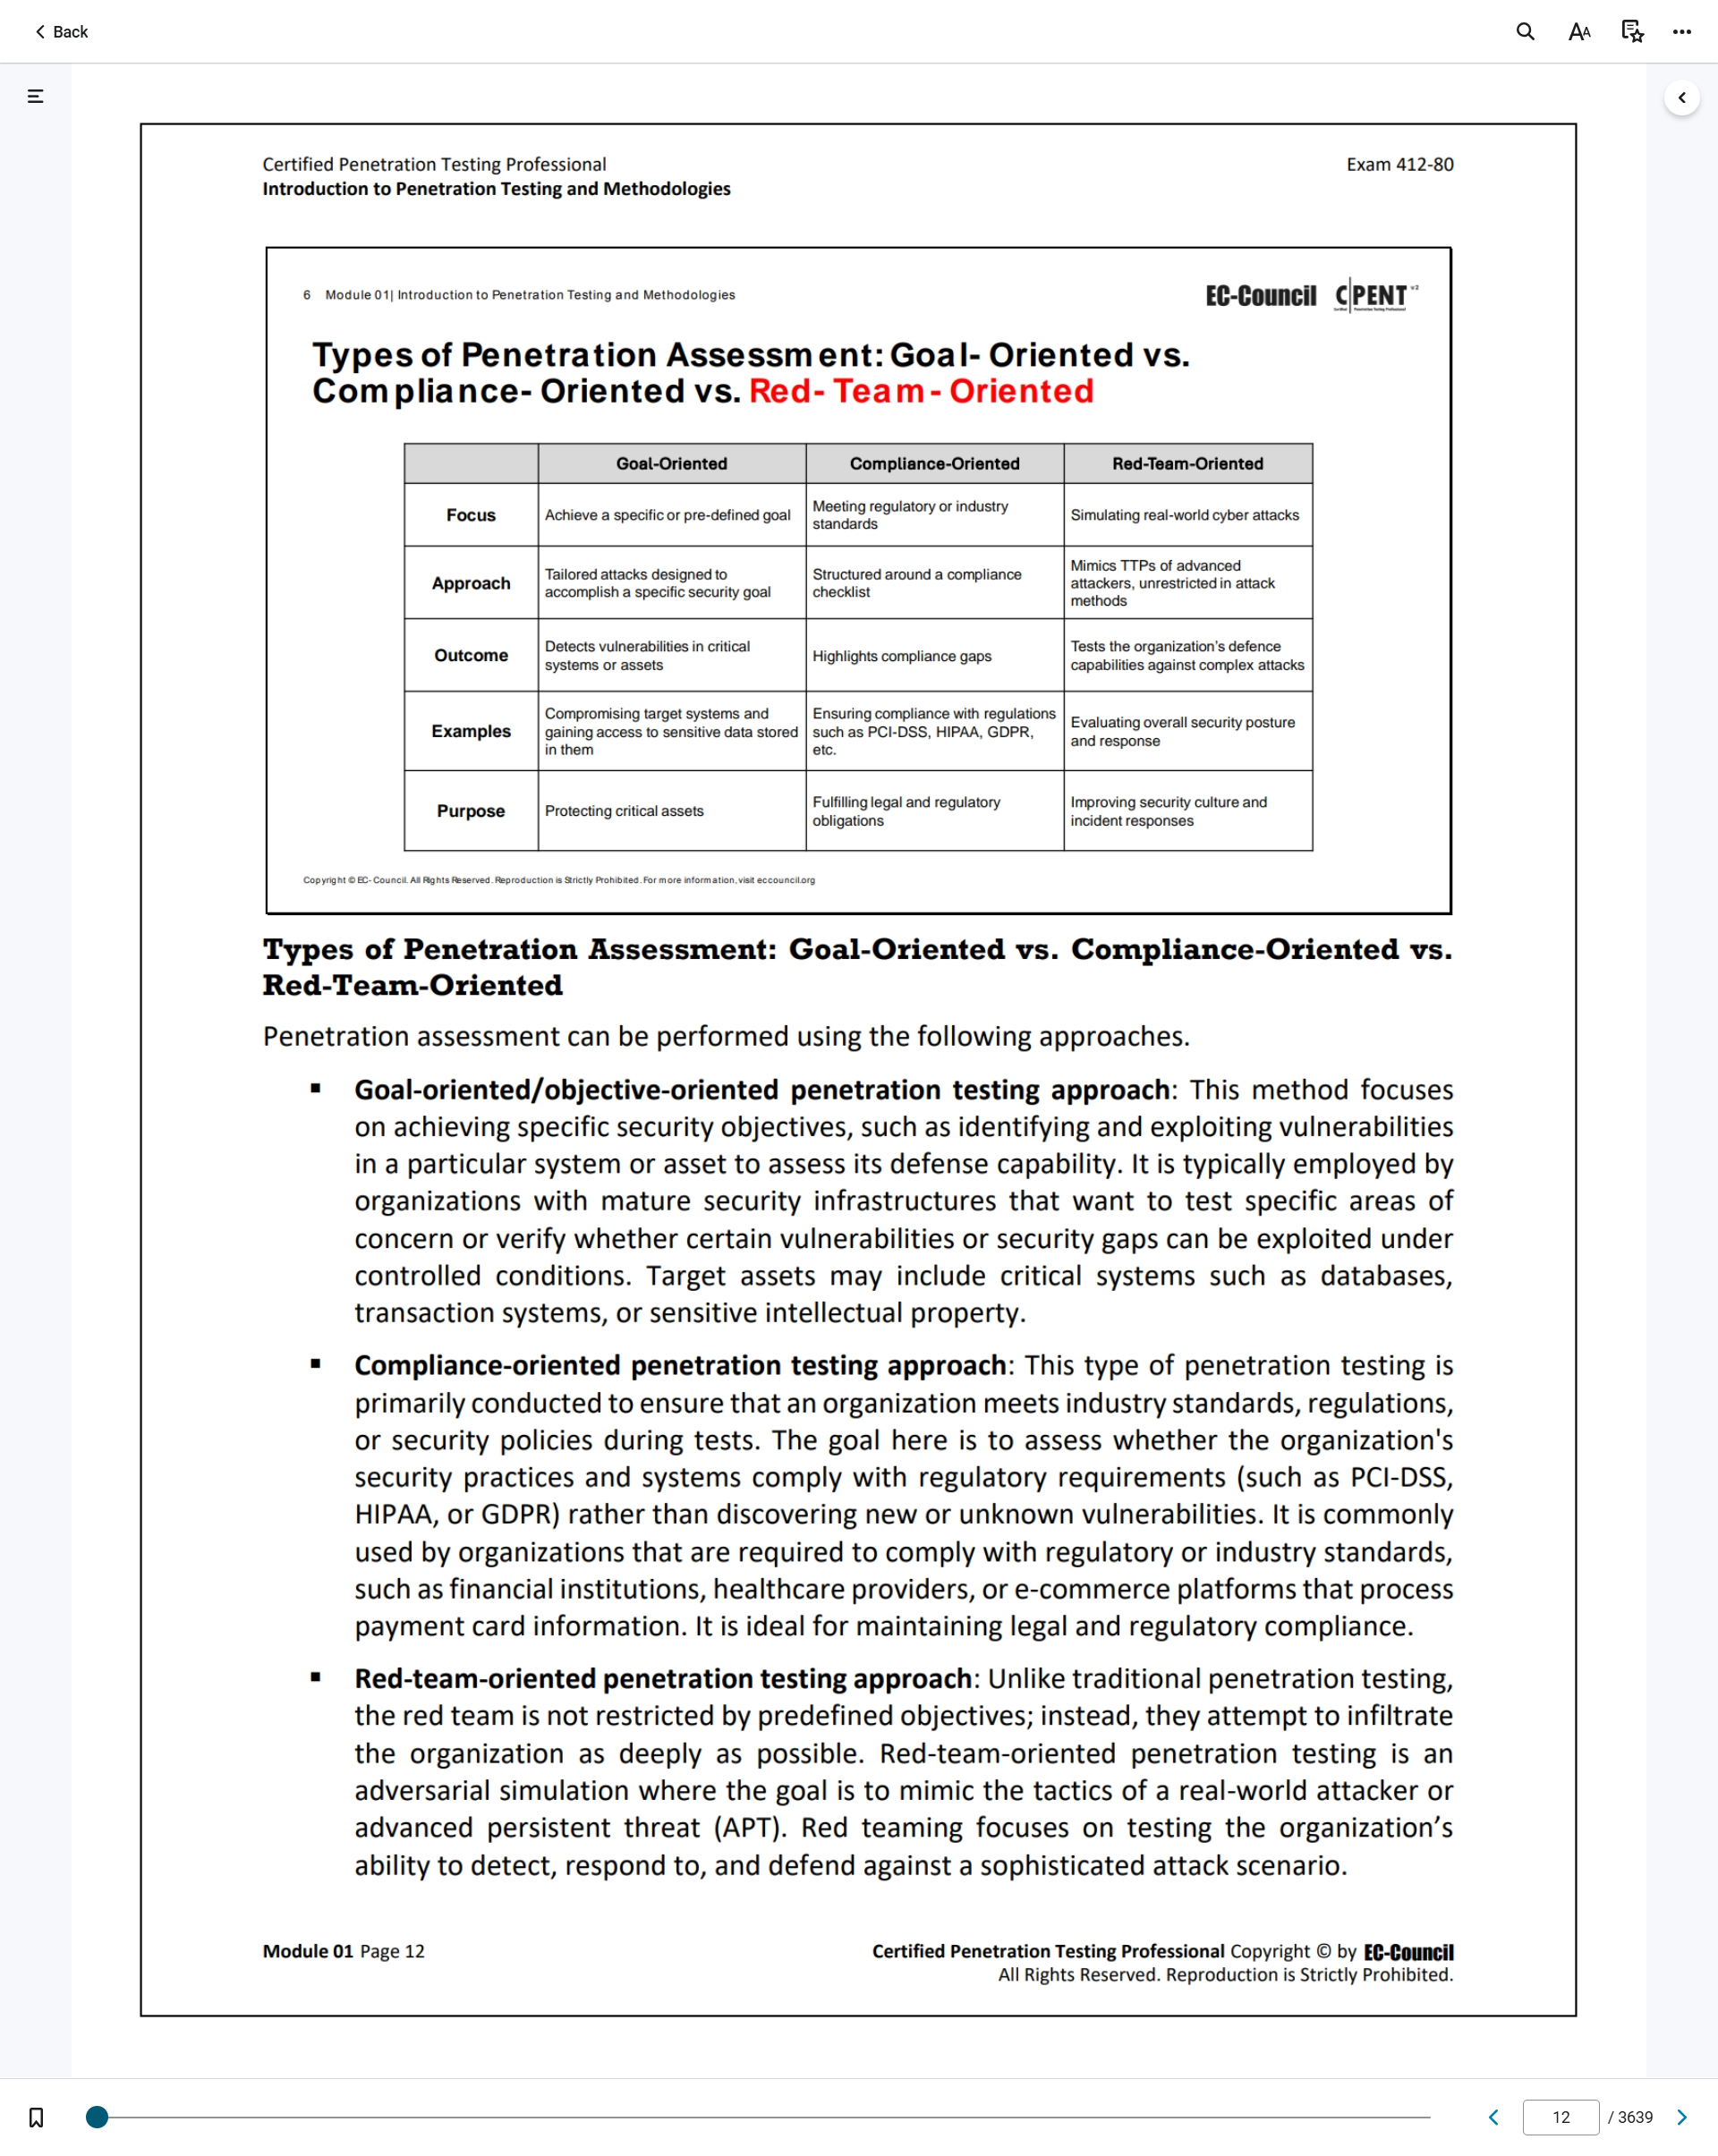 Back
Certified Penetration Testing Professional
Exam 412-80
Introduction to Penetration Testing and Methodologies
6 Module 01| Introduction to Penetration Testing and Methodologies
EC-Council C|PENT
Types of Penetration Assessment: Goal-Oriented vs.
Compliance-Oriented vs. Red-Team-Oriented
Goal-Oriented Compliance-Oriented Red-Team-Oriented
Focus
Achieve a specific or pre-defined goal
Meeting regulatory or industry
standards
Simulating real-world cyber attacks
Approach
Tailored attacks designed to
accomplish a specific security goal
Structured around a compliance
checklist
Mimics TTPs of advanced
attackers, unrestricted in attack
methods
Outcome
Detects vulnerabilities in critical
systems or assets
Highlights compliance gaps
Tests the organization's defence
capabilities against complex attacks
Examples
Compromising target systems and
gaining access to sensitive data stored
in them
Ensuring compliance with regulations
such as PCI-DSS, HIPAA, GDPR,
etc.
Evaluating overall security posture
and response
Purpose
Protecting critical assets
Fulfilling legal and regulatory
obligations
Improving security culture and
incident responses
Copyright © EC-Council. All Rights Reserved. Reproduction is Strictly Prohibited. For more information, visit eccouncil.org
Types of Penetration Assessment: Goal-Oriented vs. Compliance-Oriented vs.
Red-Team-Oriented
Penetration assessment can be performed using the following approaches.
▪ Goal-oriented/objective-oriented penetration testing approach: This method focuses
on achieving specific security objectives, such as identifying and exploiting vulnerabilities
in a particular system or asset to assess its defense capability. It is typically employed by
organizations with mature security infrastructures that want to test specific areas of
concern or verify whether certain vulnerabilities or security gaps can be exploited under
controlled conditions. Target assets may include critical systems such as databases,
transaction systems, or sensitive intellectual property.
▪ Compliance-oriented penetration testing approach: This type of penetration testing is
primarily conducted to ensure that an organization meets industry standards, regulations,
or security policies during tests. The goal here is to assess whether the organization's
security practices and systems comply with regulatory requirements (such as PCI-DSS,
HIPAA, or GDPR) rather than discovering new or unknown vulnerabilities. It is commonly
used by organizations that are required to comply with regulatory or industry standards,
such as financial institutions, healthcare providers, or e-commerce platforms that process
payment card information. It is ideal for maintaining legal and regulatory compliance.
▪ Red-team-oriented penetration testing approach: Unlike traditional penetration testing,
the red team is not restricted by predefined objectives; instead, they attempt to infiltrate
the organization as deeply as possible. Red-team-oriented penetration testing is an
adversarial simulation where the goal is to mimic the tactics of a real-world attacker or
advanced persistent threat (APT). Red teaming focuses on testing the organization’s
ability to detect, respond to, and defend against a sophisticated attack scenario.
Module 01 Page 12
Certified Penetration Testing Professional Copyright © by EC-Council
All Rights Reserved. Reproduction is Strictly Prohibited.
12 / 3639